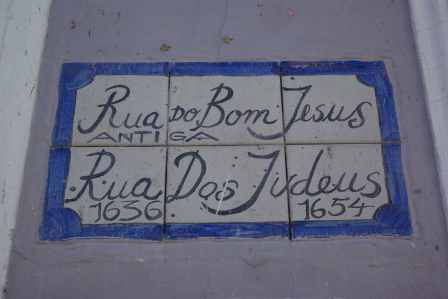 Rua do Bom Jesus
ANTIGA
Rua Dos Judeus
1636 1654